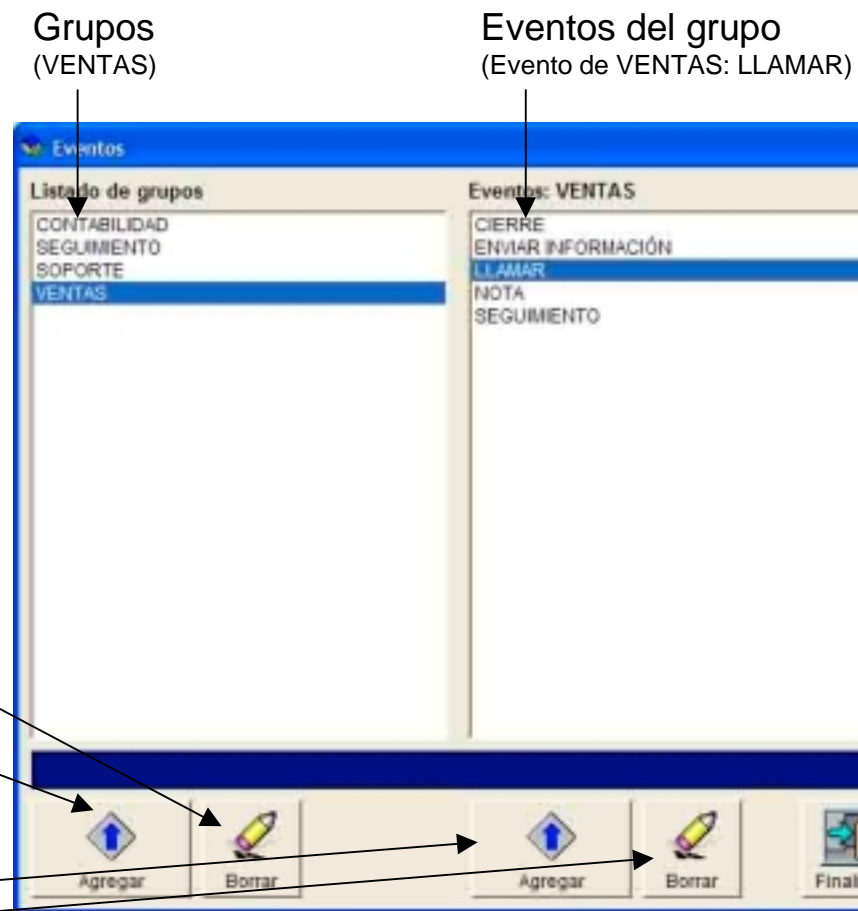 Grupos
(VENTAS)
Eventos del grupo
(Evento de VENTAS: LLAMAR)
Eventos
Listado de grupos
CONTABILIDAD
SEGUIMIENTO
SOPORTE
VENTAS
Eventos: VENTAS
CIERRE
ENVIAR INFORMACIÓN
LLAMAR
NOTA
SEGUIMIENTO
Agregar
Borrar
Agregar
Borrar